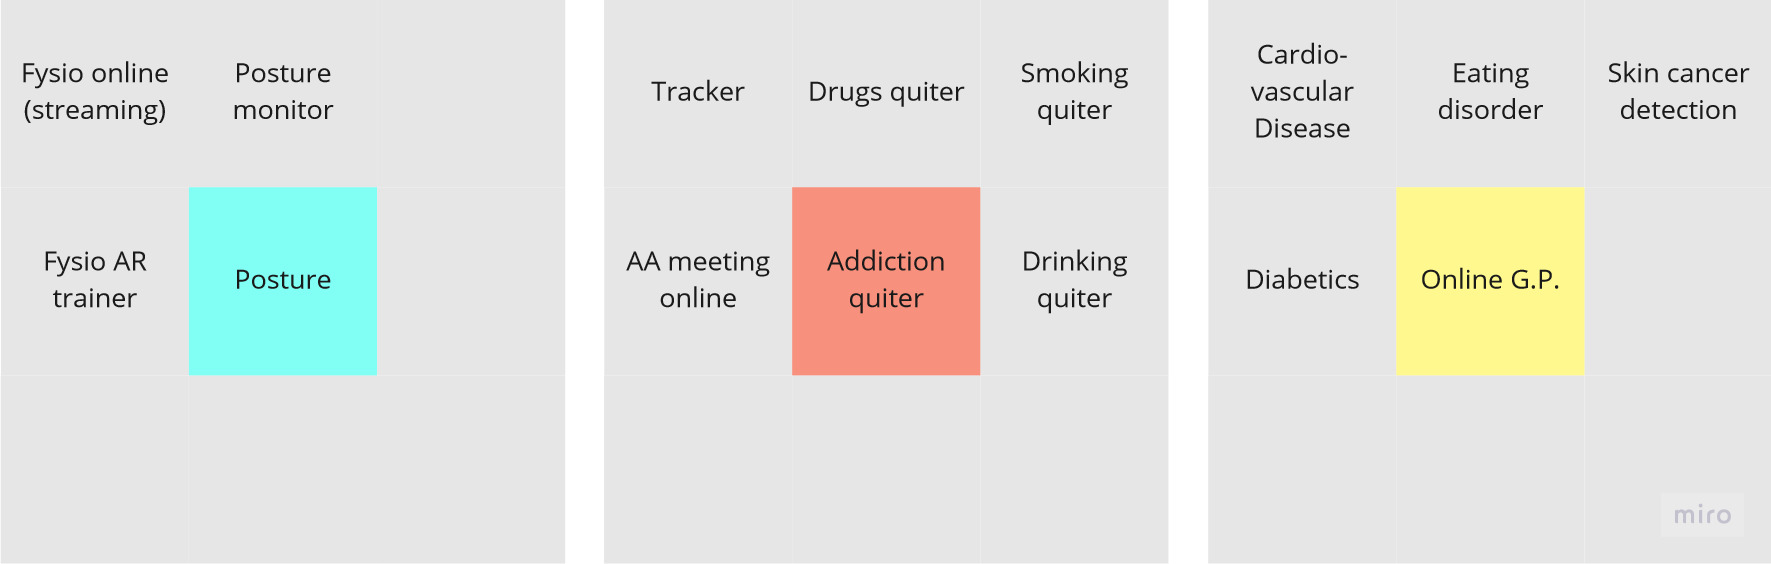 Fysio online
(streaming)
Posture
monitor
Fysio AR
trainer
Posture
Tracker
Drugs quiter
Smoking
quiter
AA meeting
online
Addiction
quiter
Drinking
quiter
Cardio-
vascular
Disease
Eating
disorder
Skin cancer
detection
Diabetics
Online G.P.
miro